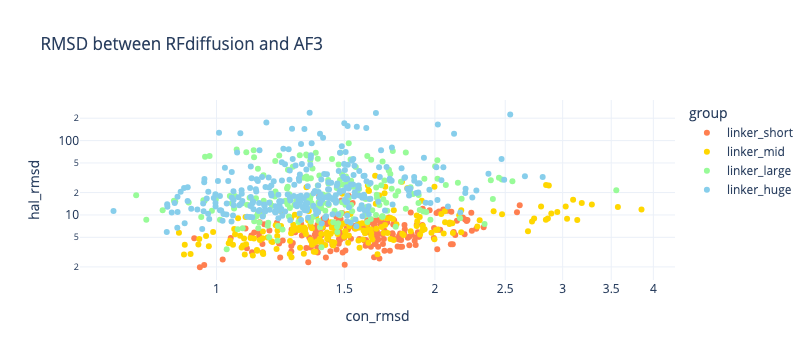 RMSD between RFdiffusion and AF3
group
linker_short
linker_mid
linker_large
linker_huge
hal_rmsd
2
100
5
2
10
5
2
1
1.5
2
2.5
3
3.5
4
con_rmsd